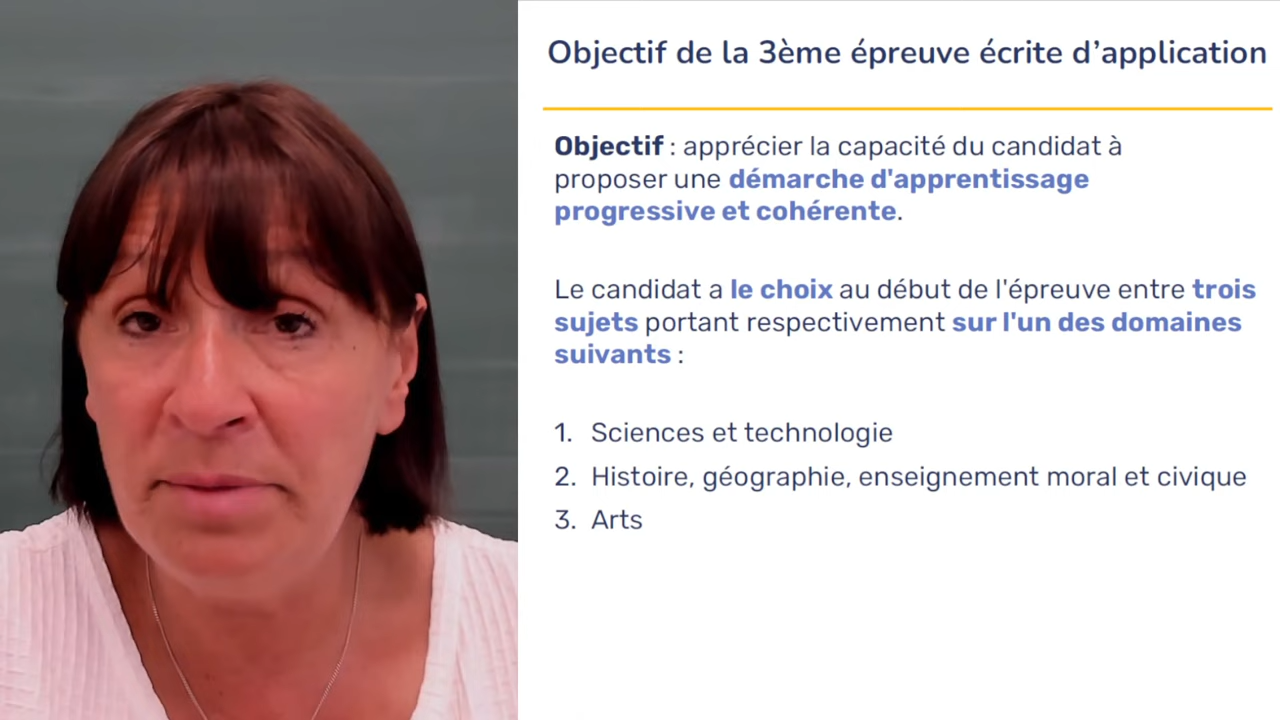 Objectif de la 3ème épreuve écrite d’application
Objectif : apprécier la capacité du candidat à
proposer une démarche d'apprentissage
progressive et cohérente.
Le candidat a le choix au début de l'épreuve entre trois
sujets portant respectivement sur l'un des domaines
suivants :
1. Sciences et technologie
2. Histoire, géographie, enseignement moral et civique
3. Arts